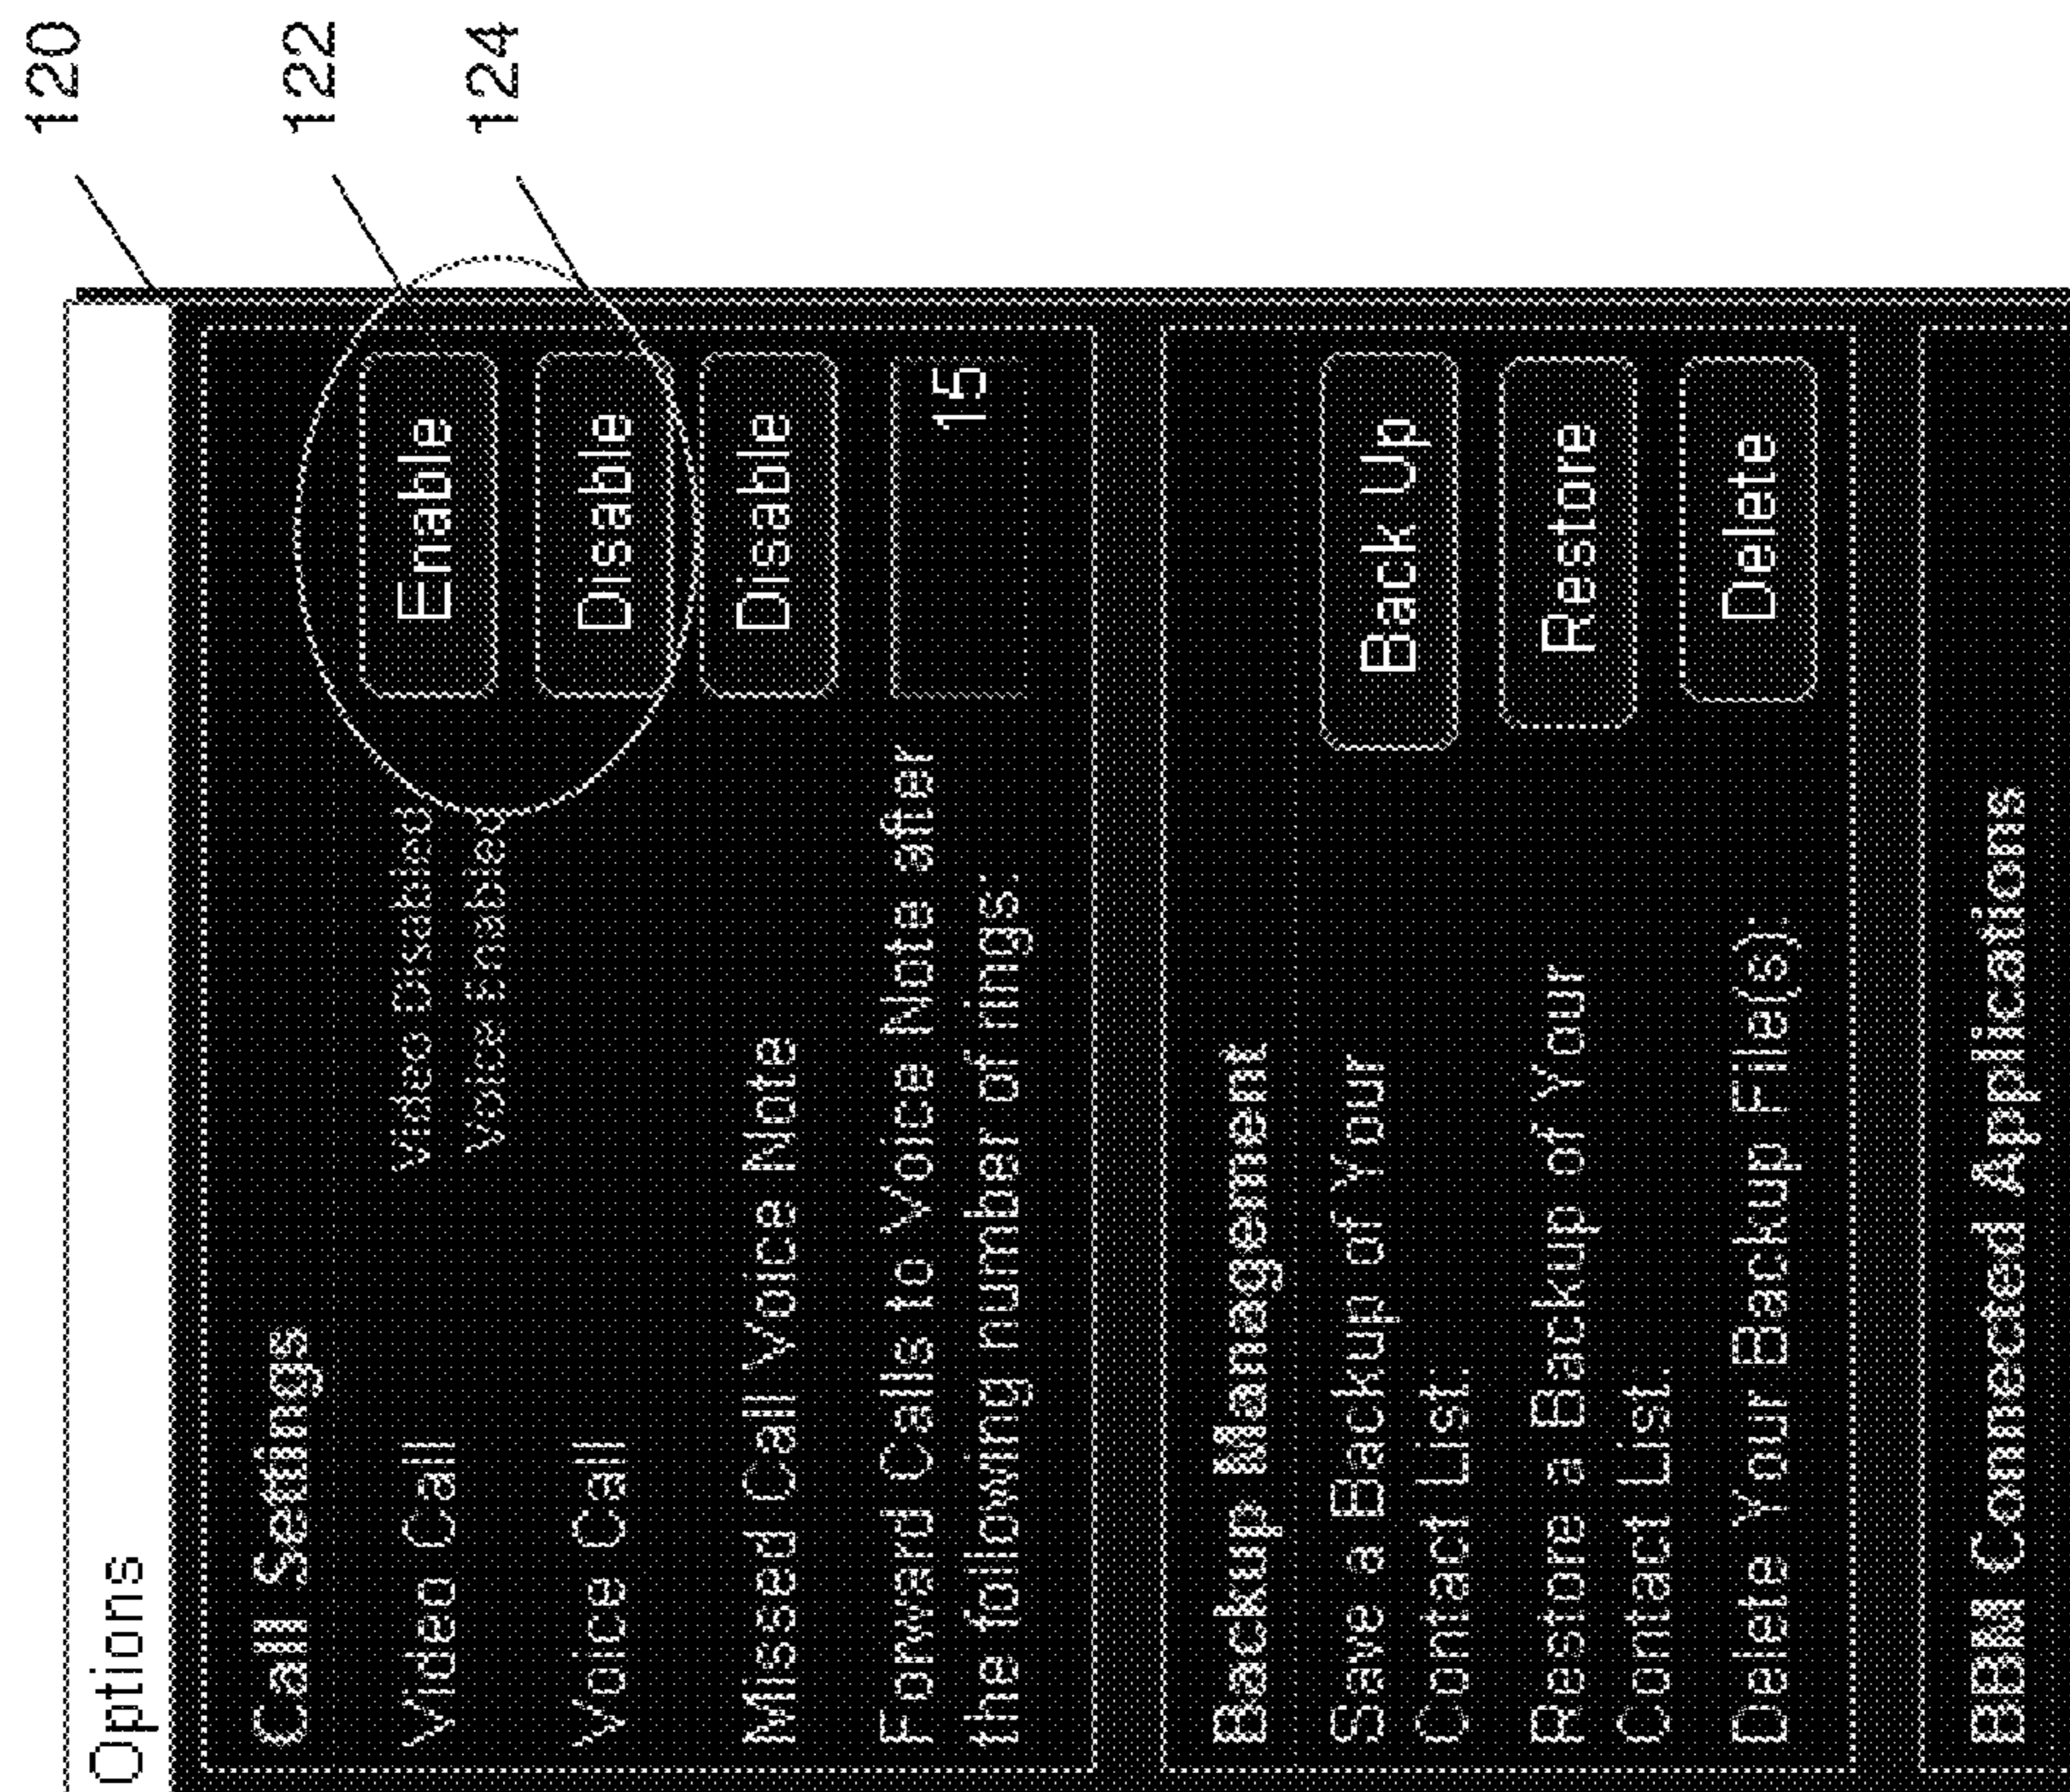 120
Options
Call Settings
122
Video Call
Video Disabled
Enable
Voice Enabled
124
Voice Call
Disable
Missed Call Voice Note
Disable
Forward Calls to Voice Note after
the following number of rings:
15
Backup Management
Save a Backup of Your
Contact List:
Back Up
Restore a Backup of Your
Contact List:
Restore
Delete Your Backup File(s):
Delete
BBM Connected Applications